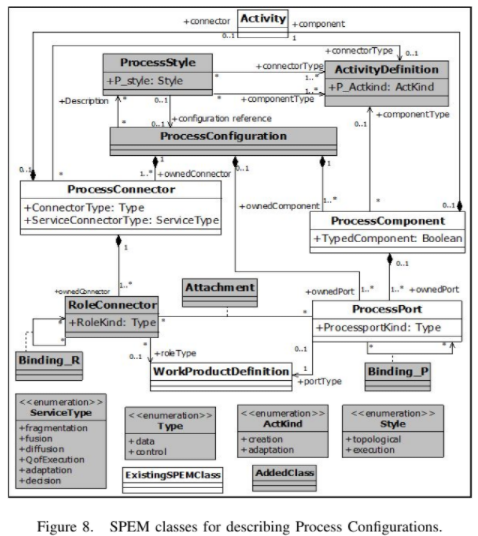 +connector
Activity
+component
0..1
1
+connectorType
0..1
ProcessStyle
+P_style: Style
+connectorType
*
1..*
*
1..*
+componentType
ActivityDefinition
+P_Actkind: ActKind
+Description
*
0..1
+configuration reference
*
0..1
0..1
+componentType
ProcessConfiguration
1
1
0..1
+ownedConnector
0..1
*
1..*
ProcessConnector
+ConnectorType: Type
+ServiceConnectorType: ServiceType
+ownedComponent
1..*
*
0..1
ProcessComponent
+TypedComponent: Boolean
1
0..1
+ownedConnector
1..*
+ownedPort
1..*
1..*
+ownedPort
RoleConnector
+RoleKind: Type
Attachment
*
*
ProcessPort
+ProcessportKind: Type
*
*
*
*
*
Binding_R
+roleType
0..1
WorkProductDefinition
0..1
1
+portType
Binding_P
<<enumeration>>
ServiceType
+fragmentation
+fusion
+diffusion
+QofExecution
+adaptation
+decision
<<enumeration>>
Type
+data
+control
<<enumeration>>
ActKind
+creation
+adaptation
<<enumeration>>
Style
+topological
+execution
ExistingSPEMClass
AddedClass
Figure 8. SPEM classes for describing Process Configurations.